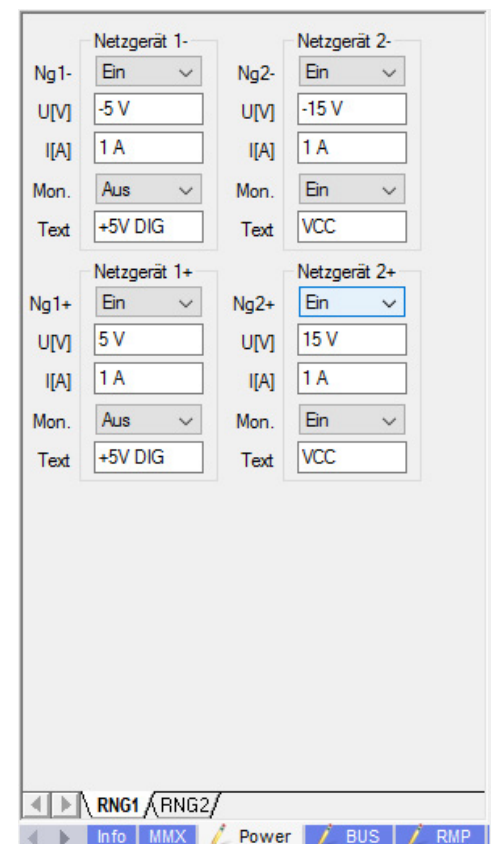 Netzgerät 1- Netzgerät 2-
Ng1- Ein Ng2- Ein
U[V] -5 V U[V] -15 V
I[A] 1 A I[A] 1 A
Mon. Aus Mon. Ein
Text +5V DIG Text VCC
Netzgerät 1+ Netzgerät 2+
Ng1+ Ein Ng2+ Ein
U[V] 5 V U[V] 15 V
I[A] 1 A I[A] 1 A
Mon. Aus Mon. Ein
Text +5V DIG Text VCC
RNG1 RNG2
Info MMX Power BUS RMP